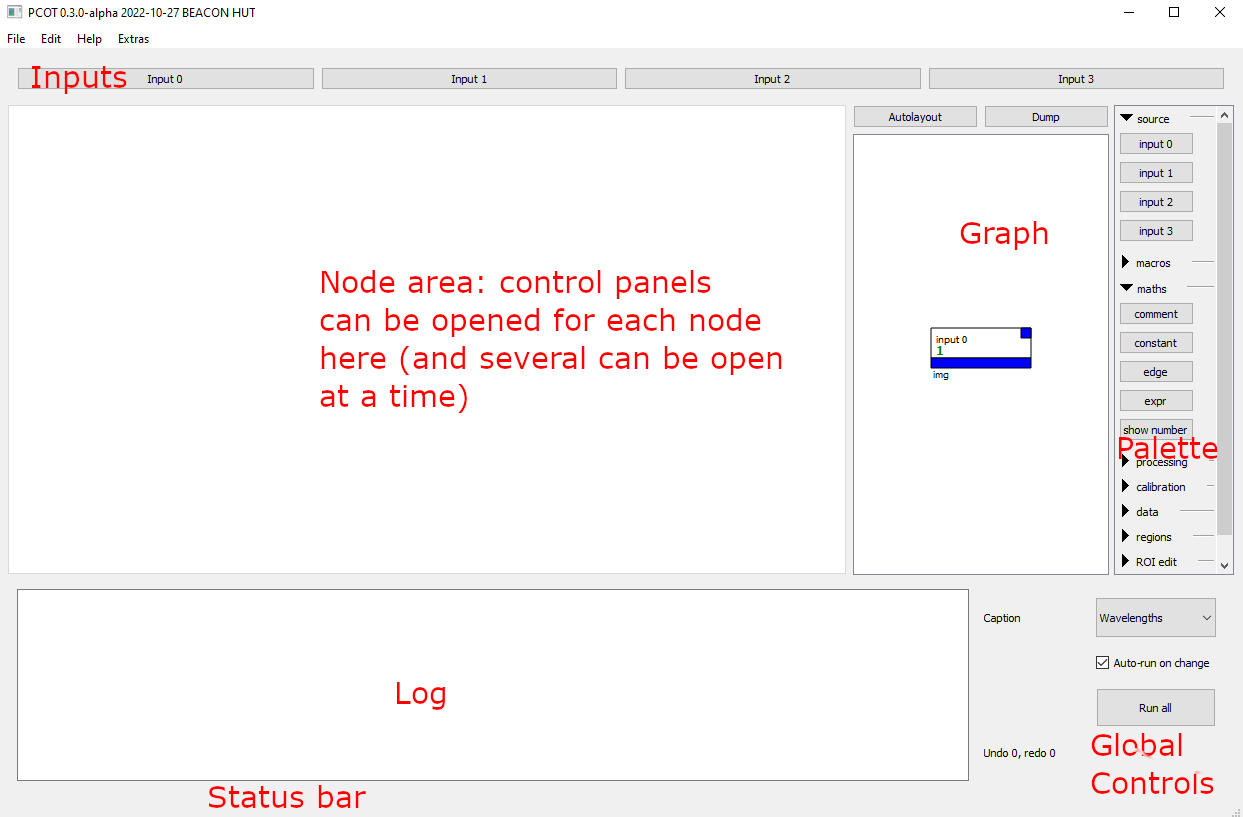 PCOT 0.3.0-alpha 2022-10-27 BEACON HUT
File Edit Help Extras
Inputs
Input 0 Input 1 Input 2 Input 3
Autolayout Dump
source
input 0
input 1
input 2
input 3
macros
maths
comment
constant
edge
expr
show number
Palette
processing
calibration
data
regions
ROI edit
Graph
input 0
1
img
Node area: control panels
can be opened for each node
here (and several can be open
at a time)
Log
Caption
Wavelengths
Auto-run on change
Run all
Undo 0, redo 0
Global
Controls
Status bar